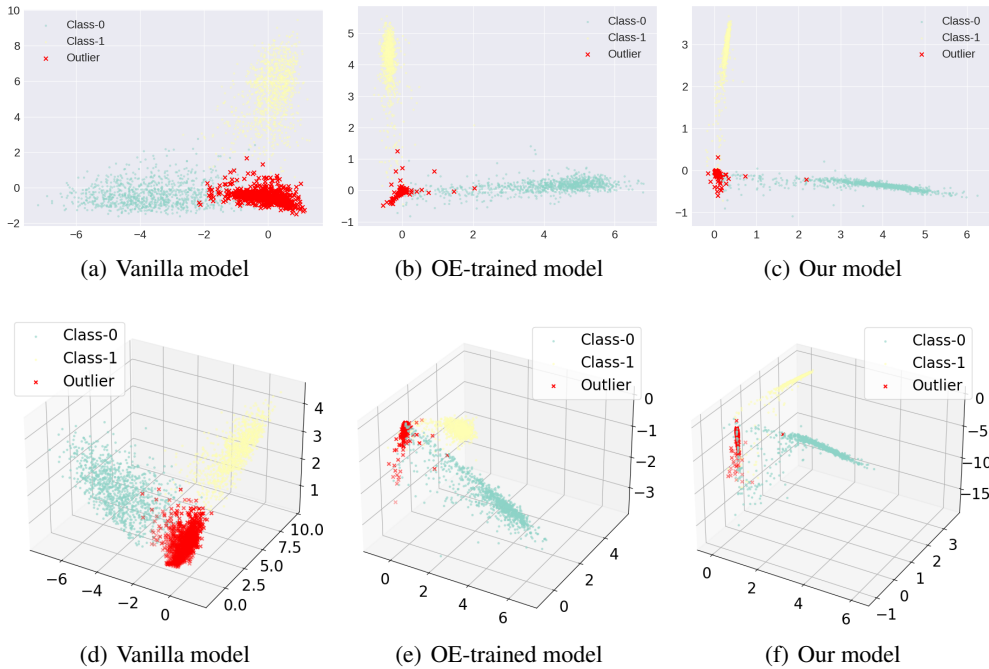 10
8
6
4
2
0
−2
−6
−4
−2
0
Class-0
Class-1
Outlier
(a) Vanilla model
5
4
3
2
1
0
−1
0
2
4
6
Class-0
Class-1
Outlier
(b) OE-trained model
3
2
1
0
−1
0
1
2
3
4
5
6
Class-0
Class-1
Outlier
(c) Our model
Class-0
Class-1
Outlier
4
3
2
1
10.0
7.5
5.0
2.5
0.0
−6
−4
−2
0
(d) Vanilla model
Class-0
Class-1
Outlier
0
−1
−2
−3
4
2
0
0
2
4
6
(e) OE-trained model
Class-0
Class-1
Outlier
0
−5
−10
−15
3
2
1
0
−1
0
2
4
6
(f) Our model